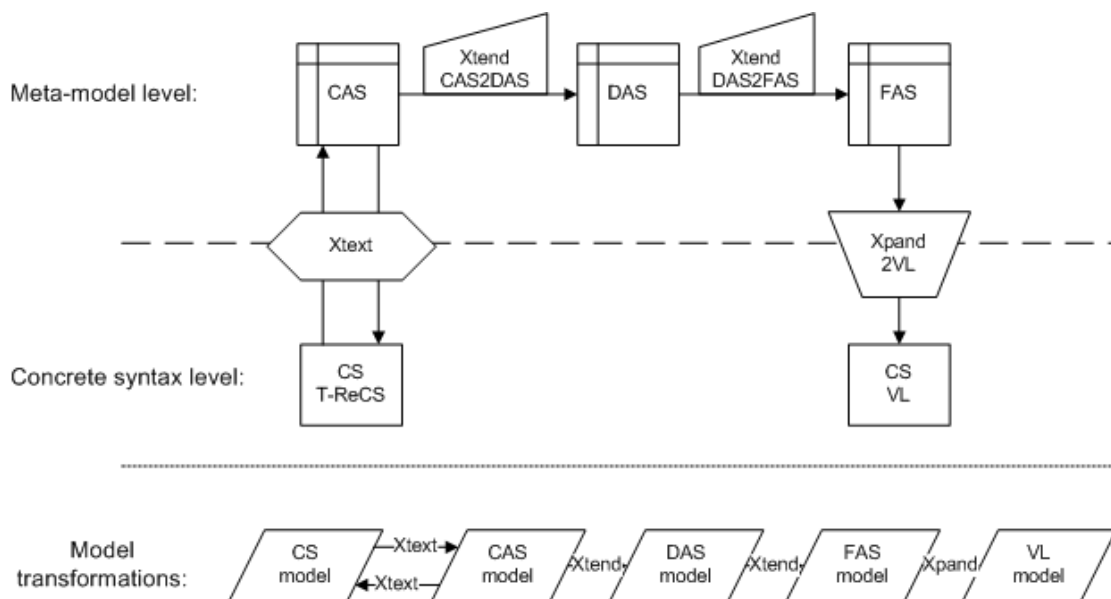 Xtend
CAS2DAS
Xtend
DAS2FAS
Meta-model level:
CAS
DAS
FAS
Xtext
Xpand
2VL
Concrete syntax level:
CS
T-ReCS
CS
VL
Model
transformations:
CS
model
Xtext
Xtext
CAS
model
Xtend
DAS
model
Xtend
FAS
model
Xpand
VL
model